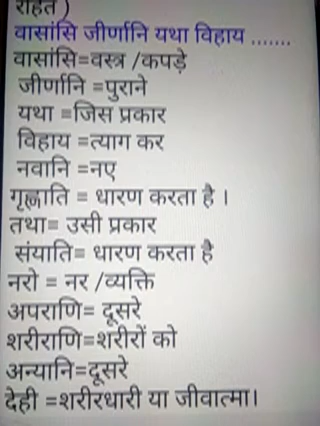 रहित )
वासांसि जीर्णानि यथा विहाय .......
वासांसि=वस्त्र /कपड़े
जीर्णानि =पुराने
यथा =जिस प्रकार
विहाय =त्याग कर
नवानि =नए
गृह्णाति = धारण करता है ।
तथा= उसी प्रकार
संयाति= धारण करता है
नरो = नर /व्यक्ति
अपराणि= दूसरे
शरीराणि=शरीरों को
अन्यानि=दूसरे
देही =शरीरधारी या जीवात्मा।